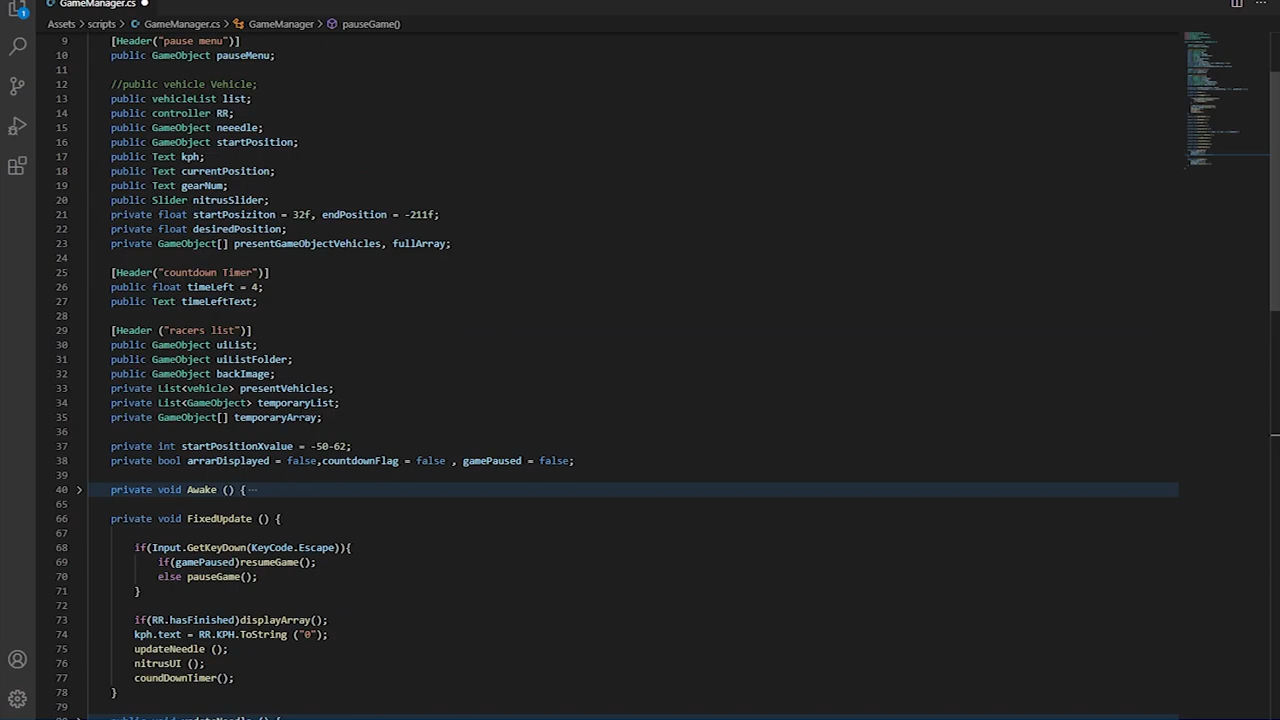 GameManager.cs
Assets > scripts > GameManager.cs > GameManager > pauseGame()
1
9 [Header("pause menu")]
10 public GameObject pauseMenu;
11
12 //public vehicle Vehicle;
13 public vehicleList list;
14 public controller RR;
15 public GameObject neeedle;
16 public GameObject startPosition;
17 public Text kph;
18 public Text currentPosition;
19 public Text gearNum;
20 public Slider nitrusSlider;
21 private float startPosiziton = 32f, endPosition = -211f;
22 private float desiredPosition;
23 private GameObject[] presentGameObjectVehicles, fullArray;
24
25 [Header("countdown Timer")]
26 public float timeLeft = 4;
27 public Text timeLeftText;
28
29 [Header ("racers list")]
30 public GameObject uiList;
31 public GameObject uiListFolder;
32 public GameObject backImage;
33 private List<vehicle> presentVehicles;
34 private List<GameObject> temporaryList;
35 private GameObject[] temporaryArray;
36
37 private int startPositionXvalue = -50-62;
38 private bool arrarDisplayed = false,countdownFlag = false , gamePaused = false;
39
40 private void Awake () {
65
66 private void FixedUpdate () {
67
68 if(Input.GetKeyDown(KeyCode.Escape)){
69 if(gamePaused)resumeGame();
70 else pauseGame();
71 }
72
73 if(RR.hasFinished)displayArray();
74 kph.text = RR.KPH.ToString ("0");
75 updateNeedle ();
76 nitrusUI ();
77 coundDownTimer();
78 }
79
public void updateNeedle () {